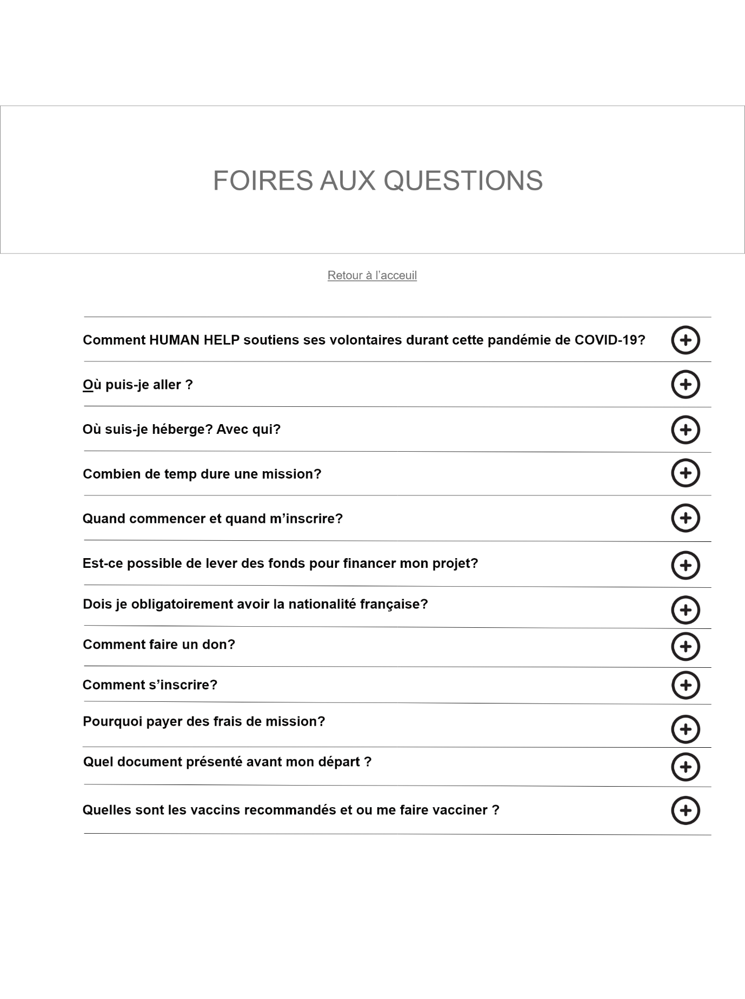 FOIRES AUX QUESTIONS
Retour à l’acceuil
Comment HUMAN HELP soutiens ses volontaires durant cette pandémie de COVID-19?
Où puis-je aller ?
Où suis-je héberge? Avec qui?
Combien de temp dure une mission?
Quand commencer et quand m’inscrire?
Est-ce possible de lever des fonds pour financer mon projet?
Dois je obligatoirement avoir la nationalité française?
Comment faire un don?
Comment s’inscrire?
Pourquoi payer des frais de mission?
Quel document présenté avant mon départ ?
Quelles sont les vaccins recommandés et ou me faire vacciner ?